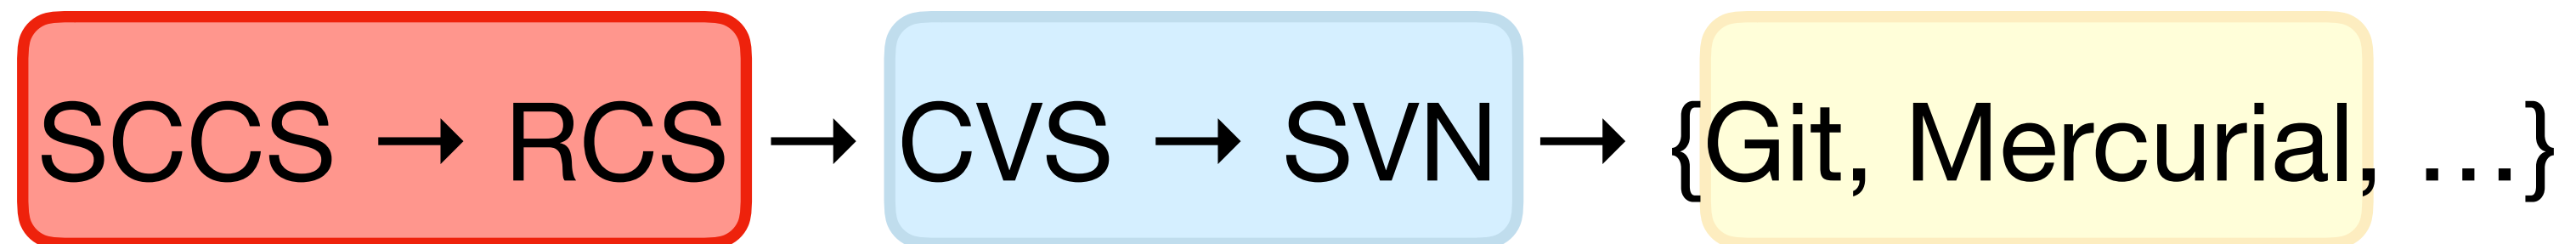 SCCS → RCS → CVS → SVN → {Git, Mercurial, ...}